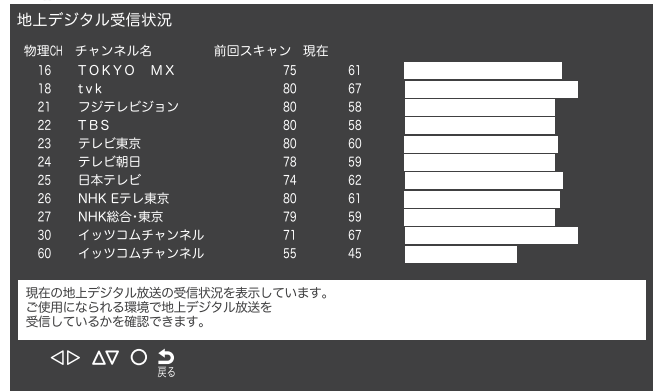 地上デジタル受信状況
物理CH チャンネル名 前回スキャン 現在
16 TOKYO MX 75 61
18 tvk 80 67
21 フジテレビジョン 80 58
22 TBS 80 58
23 テレビ東京 80 60
24 テレビ朝日 78 59
25 日本テレビ 74 62
26 NHK Eテレ東京 80 61
27 NHK総合・東京 79 59
30 イッツコムチャンネル 71 67
60 イッツコムチャンネル 55 45
現在の地上デジタル放送の受信状況を表示しています。
ご使用になられる環境で地上デジタル放送を
受信しているかを確認できます。
戻る